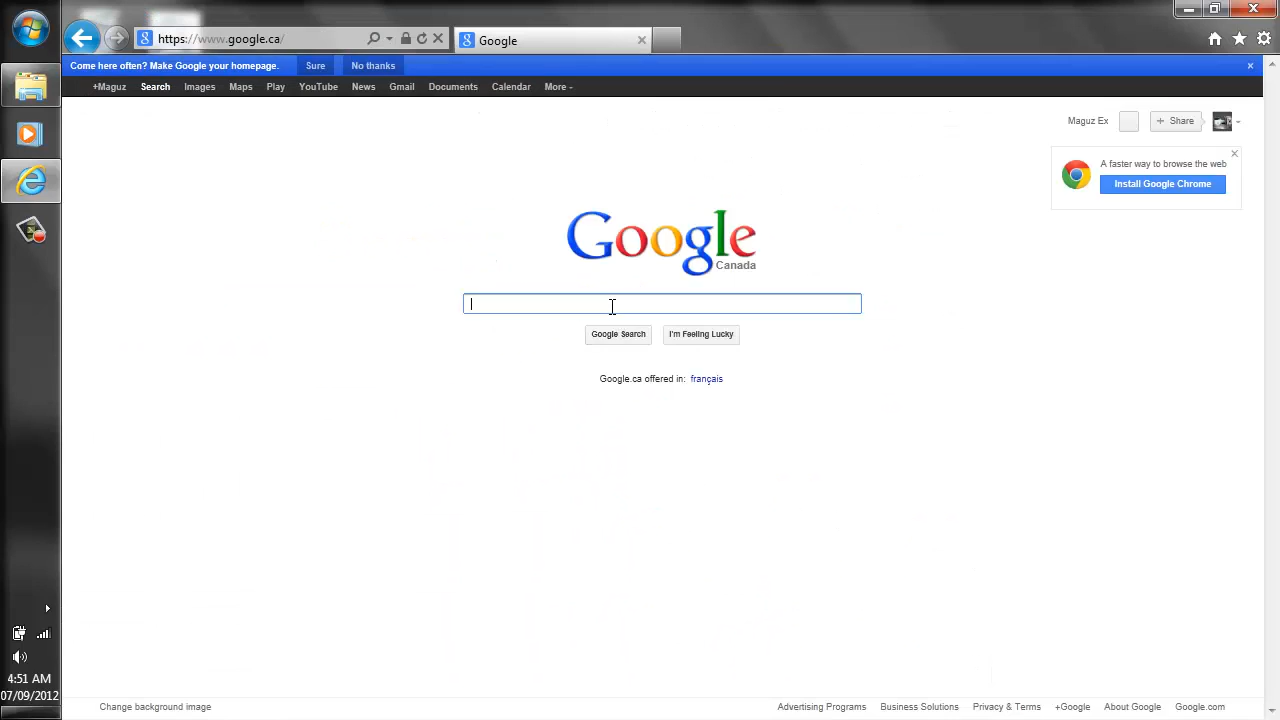 https://www.google.ca/
Google
Come here often? Make Google your homepage. Sure No thanks
+Maguz Search Images Maps Play YouTube News Gmail Documents Calendar More
Maguz Ex + Share
A faster way to browse the web
Install Google Chrome
Google
Canada
Google Search I'm Feeling Lucky
Google.ca offered in: français
4:51 AM
07/09/2012
Change background image Advertising Programs Business Solutions Privacy & Terms +Google About Google Google.com